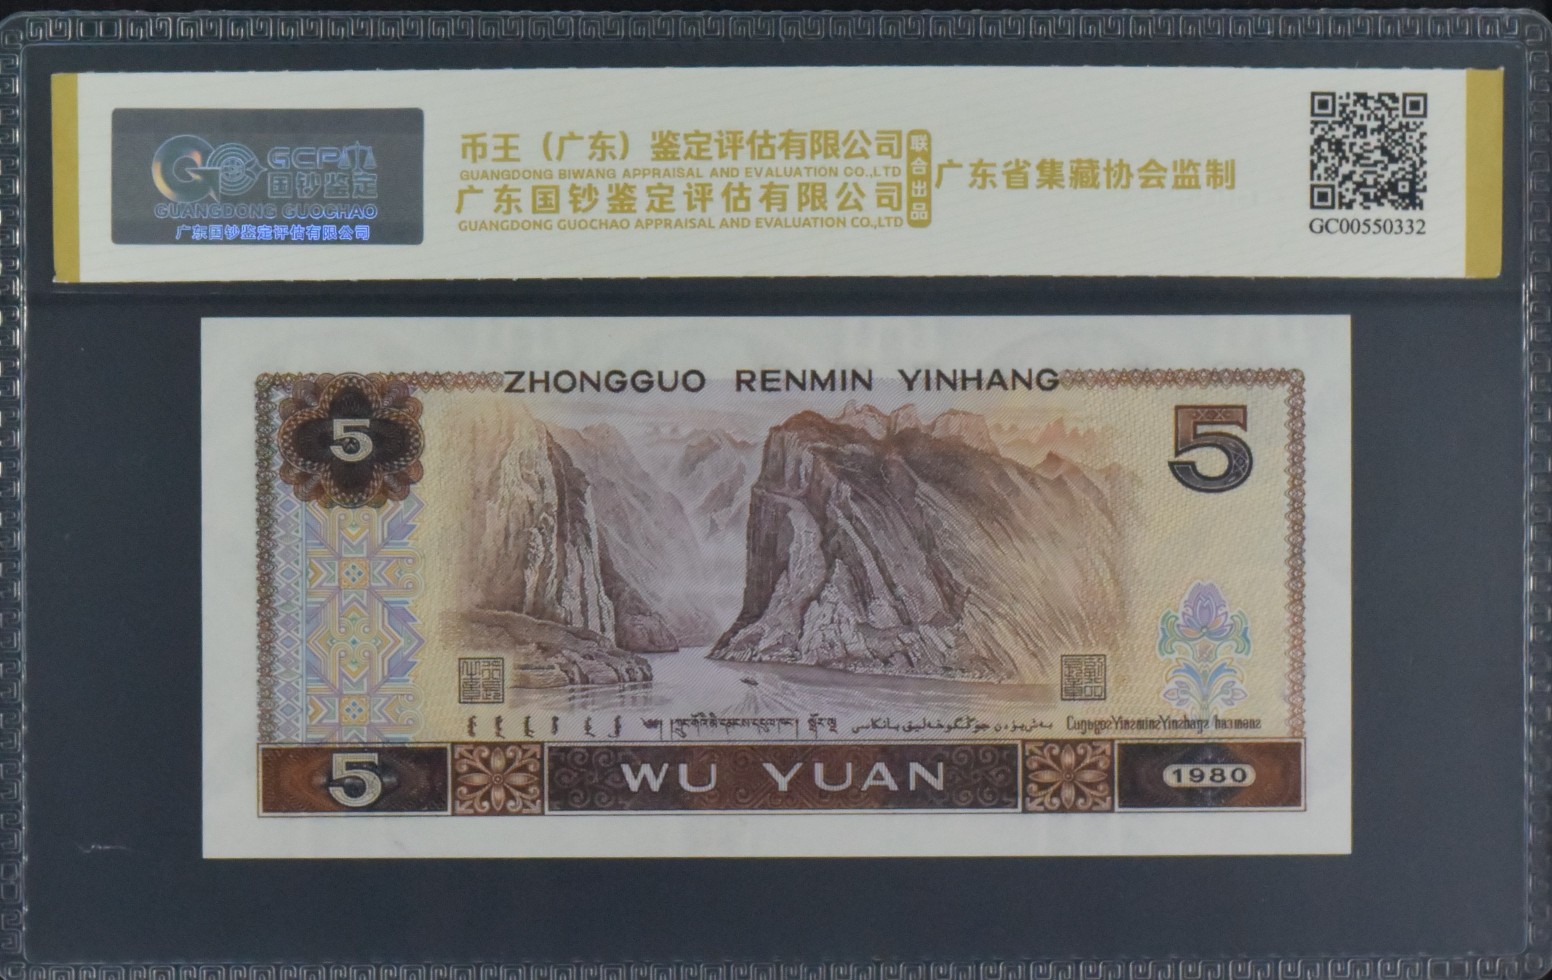 GCP
国钞鉴定
GUANGDONG GUOCHAO
广东国钞鉴定评估有限公司
币王（广东）鉴定评估有限公司
GUANGDONG BIWANG APPRAISAL AND EVALUATION CO.,LTD
广东国钞鉴定评估有限公司
GUANGDONG GUOCHAO APPRAISAL AND EVALUATION CO.,LTD
联合出品
广东省集藏协会监制
GC00550332
ZHONGGUO RENMIN YINHANG
5
5
5
WU YUAN
1980